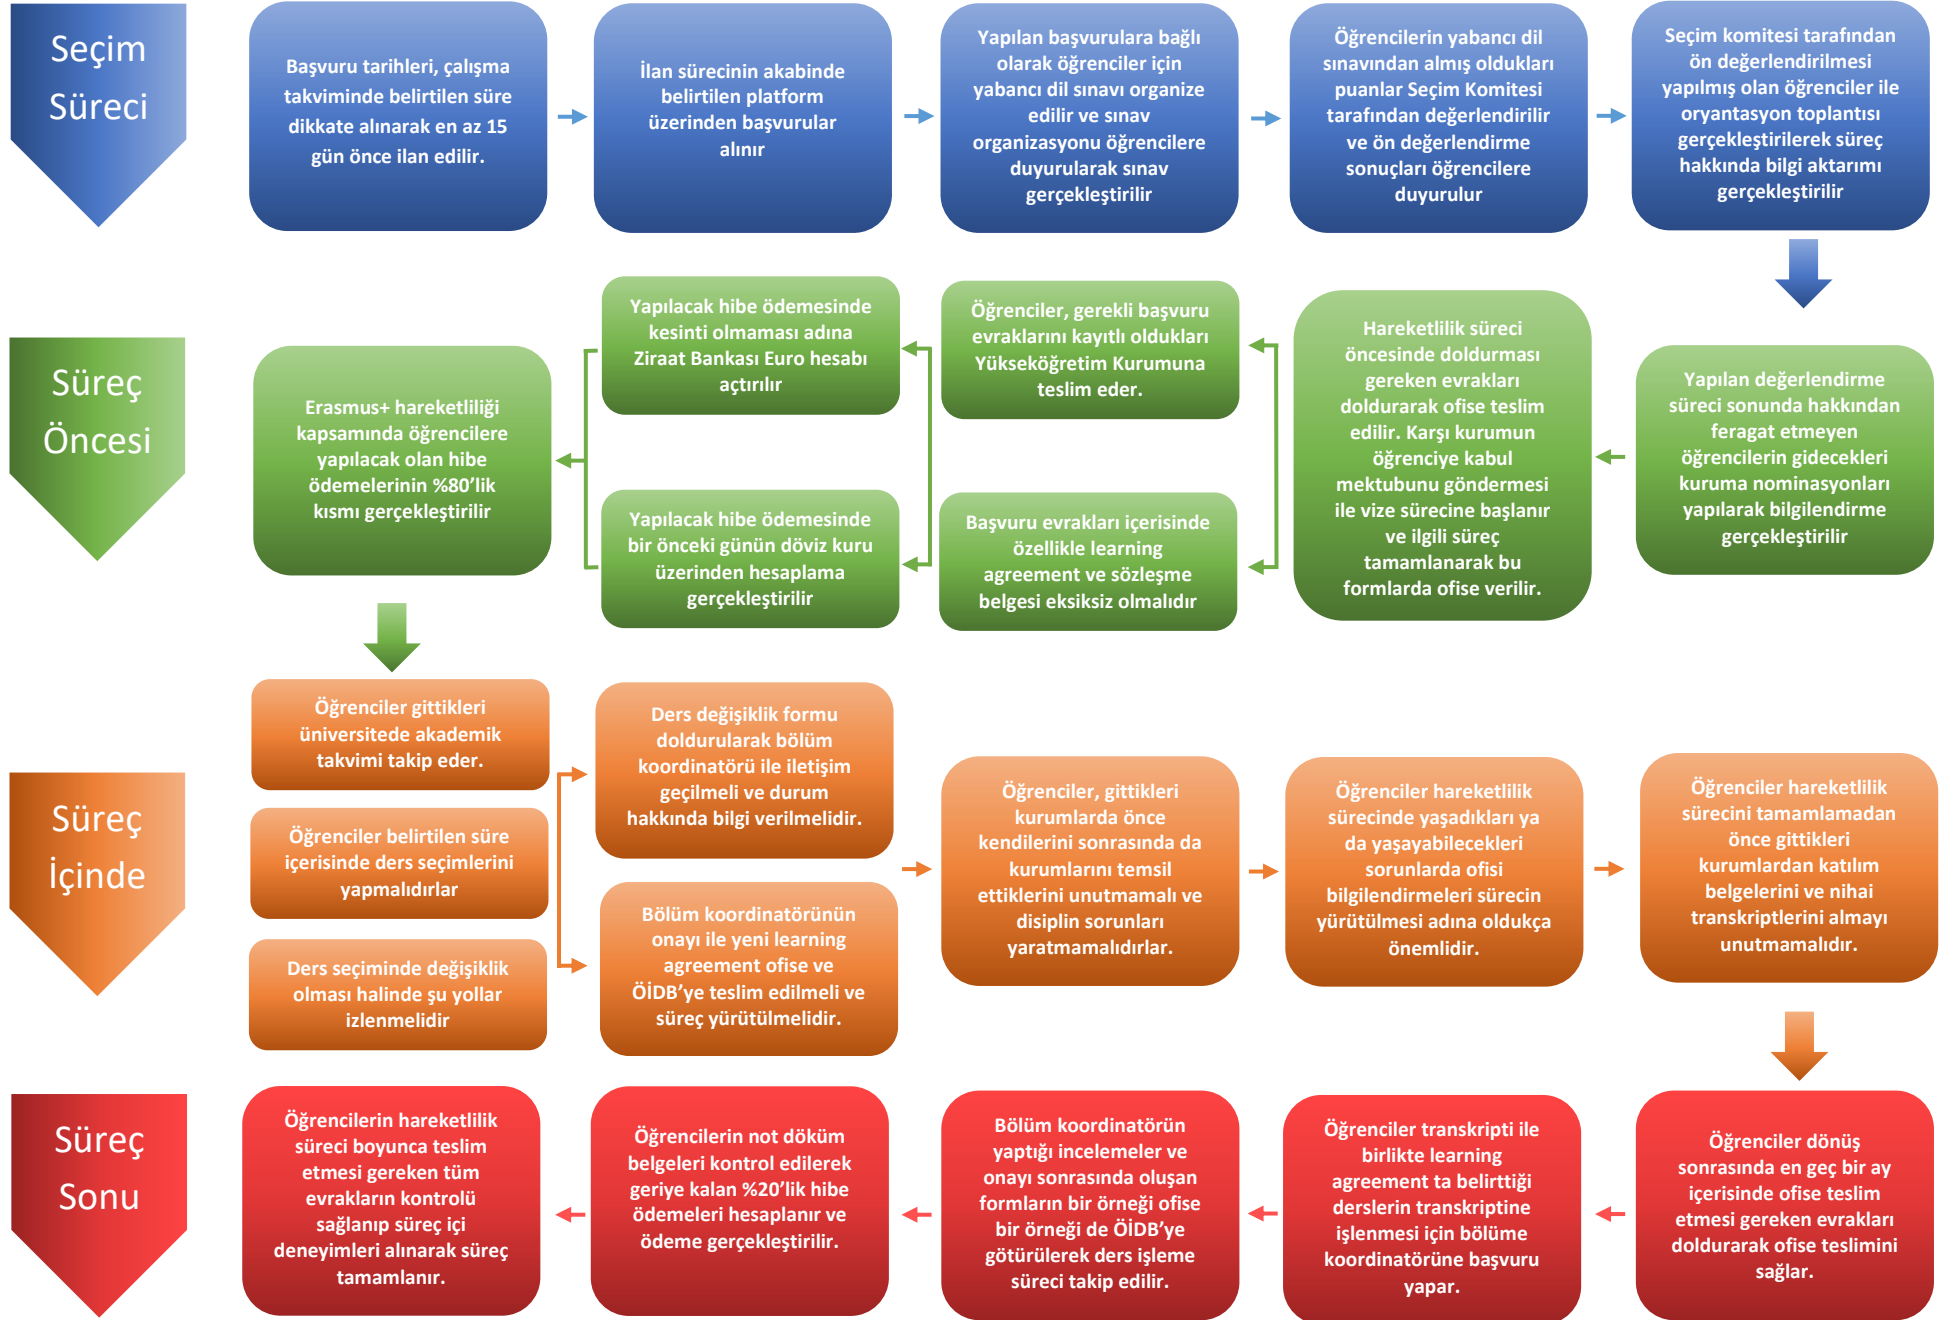 Seçim
Süreci
Başvuru tarihleri, çalışma
takviminde belirtilen süre
dikkate alınarak en az 15
gün önce ilan edilir.
İlan sürecinin akabinde
belirtilen platform
üzerinden başvurular
alınır
Yapılan başvurulara bağlı
olarak öğrenciler için
yabancı dil sınavı organize
edilir ve sınav
organizasyonu öğrencilere
duyurularak sınav
gerçekleştirilir
Öğrencilerin yabancı dil
sınavından almış oldukları
puanlar Seçim Komitesi
tarafından değerlendirilir
ve ön değerlendirme
sonuçları öğrencilere
duyurulur
Seçim komitesi tarafından
ön değerlendirilmesi
yapılmış olan öğrenciler ile
oryantasyon toplantısı
gerçekleştirilerek süreç
hakkında bilgi aktarımı
gerçekleştirilir
Süreç
Öncesi
Yapılan değerlendirme
süreci sonunda hakkından
feragat etmeyen
öğrencilerin gidecekleri
kuruma nominasyonları
yapılarak bilgilendirme
gerçekleştirilir
Hareketlilik süreci
öncesinde doldurması
gereken evrakları
doldurarak ofise teslim
edilir. Karşı kurumun
öğrenciye kabul
mektubunu göndermesi
ile vize sürecine başlanır
ve ilgili süreç
tamamlanarak bu
formlarda ofise verilir.
Öğrenciler, gerekli başvuru
evraklarını kayıtlı oldukları
Yükseköğretim Kurumuna
teslim eder.
Başvuru evrakları içerisinde
özellikle learning
agreement ve sözleşme
belgesi eksiksiz olmalıdır
Yapılacak hibe ödemesinde
kesinti olmaması adına
Ziraat Bankası Euro hesabı
açtırılır
Yapılacak hibe ödemesinde
bir önceki günün döviz kuru
üzerinden hesaplama
gerçekleştirilir
Erasmus+ hareketliliği
kapsamında öğrencilere
yapılacak olan hibe
ödemelerinin %80’lik
kısmı gerçekleştirilir
Süreç
İçinde
Öğrenciler gittikleri
üniversitede akademik
takvimi takip eder.
Öğrenciler belirtilen süre
içerisinde ders seçimlerini
yapmalıdırlar
Ders seçiminde değişiklik
olması halinde şu yollar
izlenmelidir
Ders değişiklik formu
doldurularak bölüm
koordinatörü ile iletişim
geçilmeli ve durum
hakkında bilgi verilmelidir.
Bölüm koordinatörünün
onayı ile yeni learning
agreement ofise ve
ÖİDB’ye teslim edilmeli ve
süreç yürütülmelidir.
Öğrenciler, gittikleri
kurumlarda önce
kendilerini sonrasında da
kurumlarını temsil
ettiklerini unutmamalı ve
disiplin sorunları
yaratmamalıdırlar.
Öğrenciler hareketlilik
sürecinde yaşadıkları ya
da yaşayabilecekleri
sorunlarda ofisi
bilgilendirmeleri sürecin
yürütülmesi adına oldukça
önemlidir.
Öğrenciler hareketlilik
sürecini tamamlamadan
önce gittikleri
kurumlardan katılım
belgelerini ve nihai
transkriptlerini almayı
unutmamalıdır.
Süreç
Sonu
Öğrenciler dönüş
sonrasında en geç bir ay
içerisinde ofise teslim
etmesi gereken evrakları
doldurarak ofise teslimini
sağlar.
Öğrenciler transkripti ile
birlikte learning
agreement ta belirttiği
derslerin transkriptine
işlenmesi için bölüme
koordinatörüne başvuru
yapar.
Bölüm koordinatörün
yaptığı incelemeler ve
onayı sonrasında oluşan
formların bir örneği ofise
bir örneği de ÖİDB’ye
götürülerek ders işleme
süreci takip edilir.
Öğrencilerin not döküm
belgeleri kontrol edilerek
geriye kalan %20’lik hibe
ödemeleri hesaplanır ve
ödeme gerçekleştirilir.
Öğrencilerin hareketlilik
süreci boyunca teslim
etmesi gereken tüm
evrakların kontrolü
sağlanıp süreç içi
deneyimleri alınarak süreç
tamamlanır.